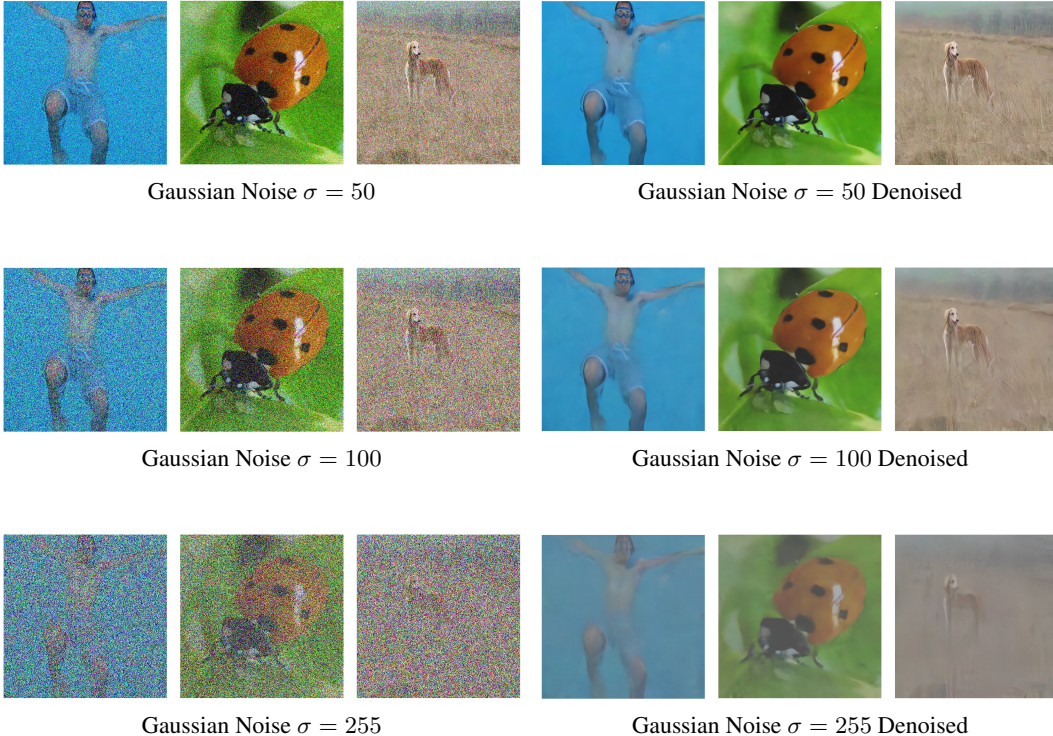 Gaussian Noise σ = 50
Gaussian Noise σ = 50 Denoised
Gaussian Noise σ = 100
Gaussian Noise σ = 100 Denoised
Gaussian Noise σ = 255
Gaussian Noise σ = 255 Denoised